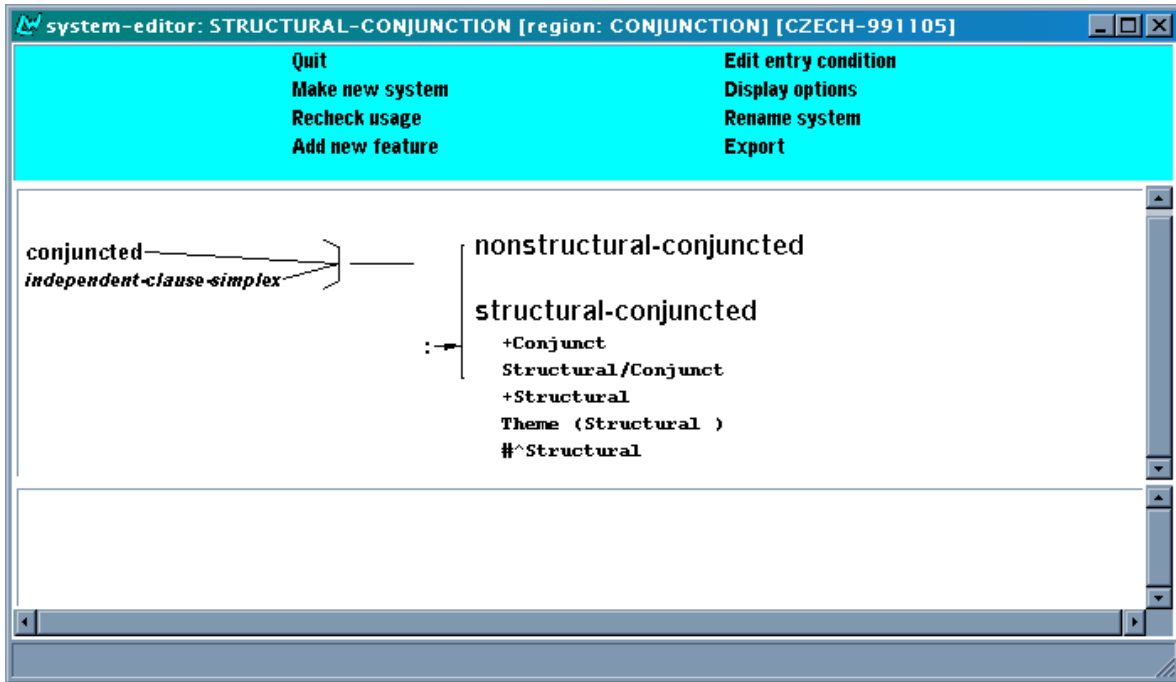 system-editor: STRUCTURAL-CONJUNCTION [region: CONJUNCTION] [CZECH-991105]
Quit Edit entry condition
Make new system Display options
Recheck usage Rename system
Add new feature Export
conjuncted
independent-clause-simplex
nonstructural-conjuncted
structural-conjuncted
:
+Conjunct
Structural/Conjunct
+Structural
Theme (Structural )
#^Structural